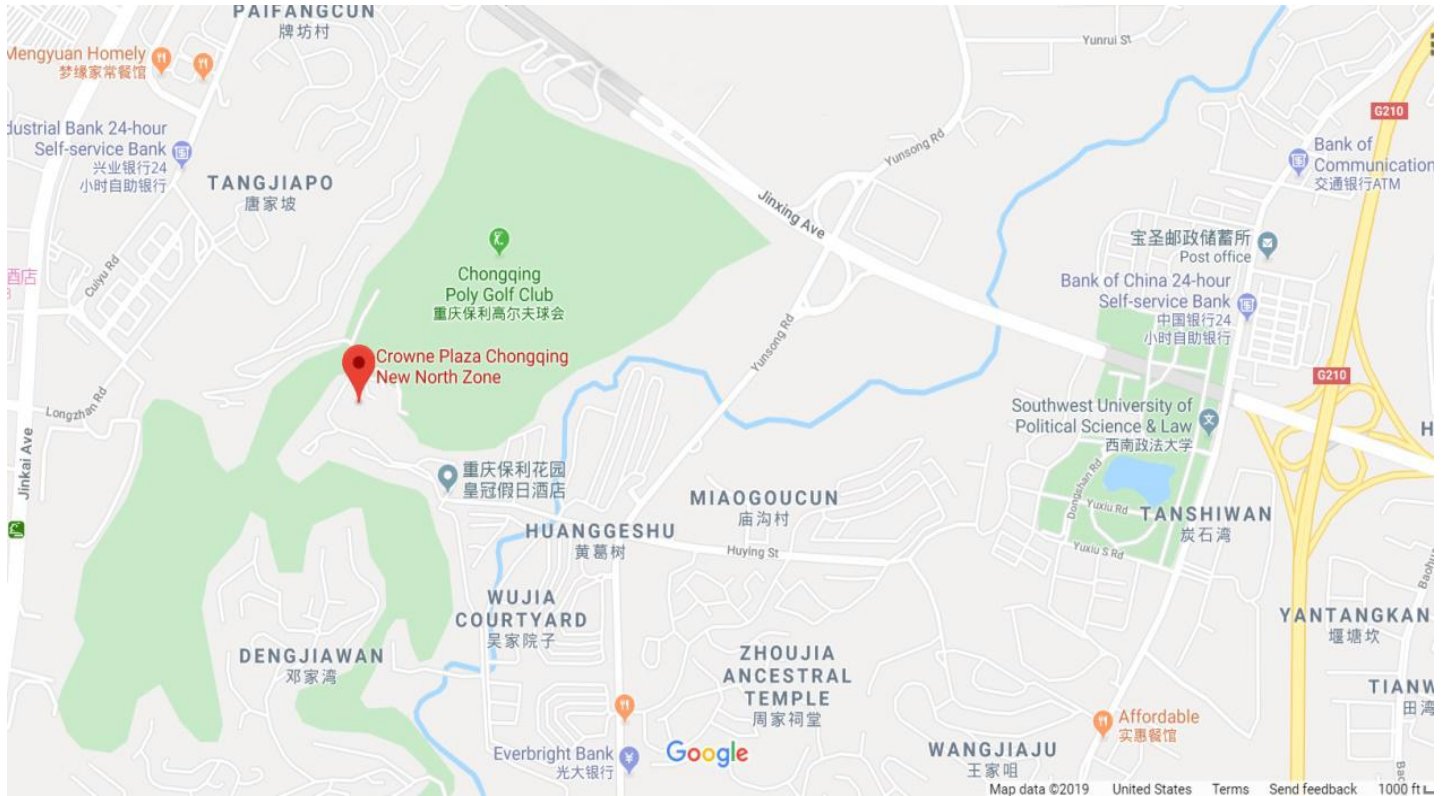 PAIFANGCUN
牌坊村
Mengyuan Homely
梦缘家常餐馆
dustrial Bank 24-hour
Self-service Bank
兴业银行24
小时自助银行
TANGJIAPO
唐家坡
Cuiyu Rd
酒店
Longzhan Rd
Jinkai Ave
Chongqing
Poly Golf Club
重庆保利高尔夫球会
Crowne Plaza Chongqing
New North Zone
重庆保利花园
皇冠假日酒店
HUANGGESHU
黄葛树
WUJIA
COURTYARD
吴家院子
DENGJIAWAN
邓家湾
Everbright Bank
光大银行
Google
Yunrui St
Yunsong Rd
Jinxing Ave
Yunsong Rd
MIAOGOUCUN
庙沟村
Huying St
ZHOUJIA
ANCESTRAL
TEMPLE
周家祠堂
G210
Bank of
Communication
交通银行ATM
宝圣邮政储蓄所
Post office
Bank of China 24-hour
Self-service Bank
中国银行24
小时自助银行
G210
Southwest University of
Political Science & Law
西南政法大学
H
Dongshan Rd
Yuxiu Rd
Yuxiu S Rd
TANSHIWAN
炭石湾
Baohu
YANTANGKAN
堰塘坎
TIANW
田湾
Affordable
实惠餐馆
WANGJIAJU
王家咀
Map data ©2019 United States Terms Send feedback 1000 ft